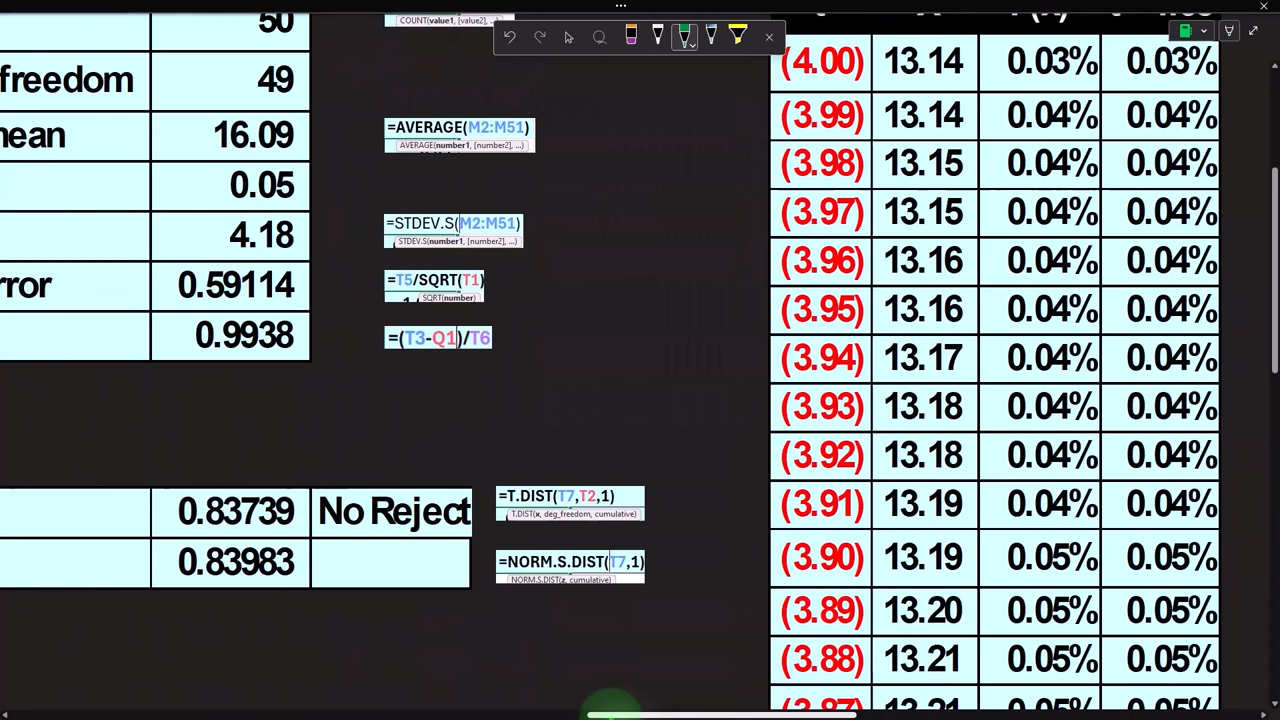 50
COUNT(value1, [value2], ...)
freedom 49
=AVERAGE(M2:M51)
AVERAGE(number1, [number2], ...)
16.09
0.05
4.18
=STDEV.S(M2:M51)
STDEV.S(number1, [number2], ...)
0.59114
=T5/SQRT(T1)
SQRT(number)
0.9938
=(T3-Q1)/T6
0.83739 No Reject
=T.DIST(T7,T2,1)
T.DIST(x, deg_freedom, cumulative)
0.83983
=NORM.S.DIST(T7,1)
NORM.S.DIST(z, cumulative)
(4.00) 13.14 0.03% 0.03%
(3.99) 13.14 0.04% 0.04%
(3.98) 13.15 0.04% 0.04%
(3.97) 13.15 0.04% 0.04%
(3.96) 13.16 0.04% 0.04%
(3.95) 13.16 0.04% 0.04%
(3.94) 13.17 0.04% 0.04%
(3.93) 13.18 0.04% 0.04%
(3.92) 13.18 0.04% 0.04%
(3.91) 13.19 0.04% 0.04%
(3.90) 13.19 0.05% 0.05%
(3.89) 13.20 0.05% 0.05%
(3.88) 13.21 0.05% 0.05%